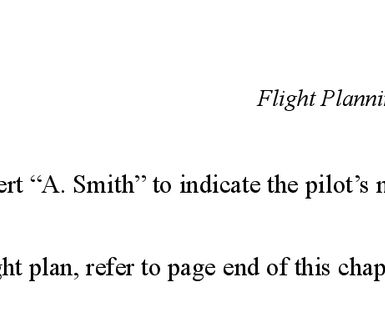 Flight Planni
ert “A. Smith” to indicate the pilot’s
ght plan, refer to page end of this chap